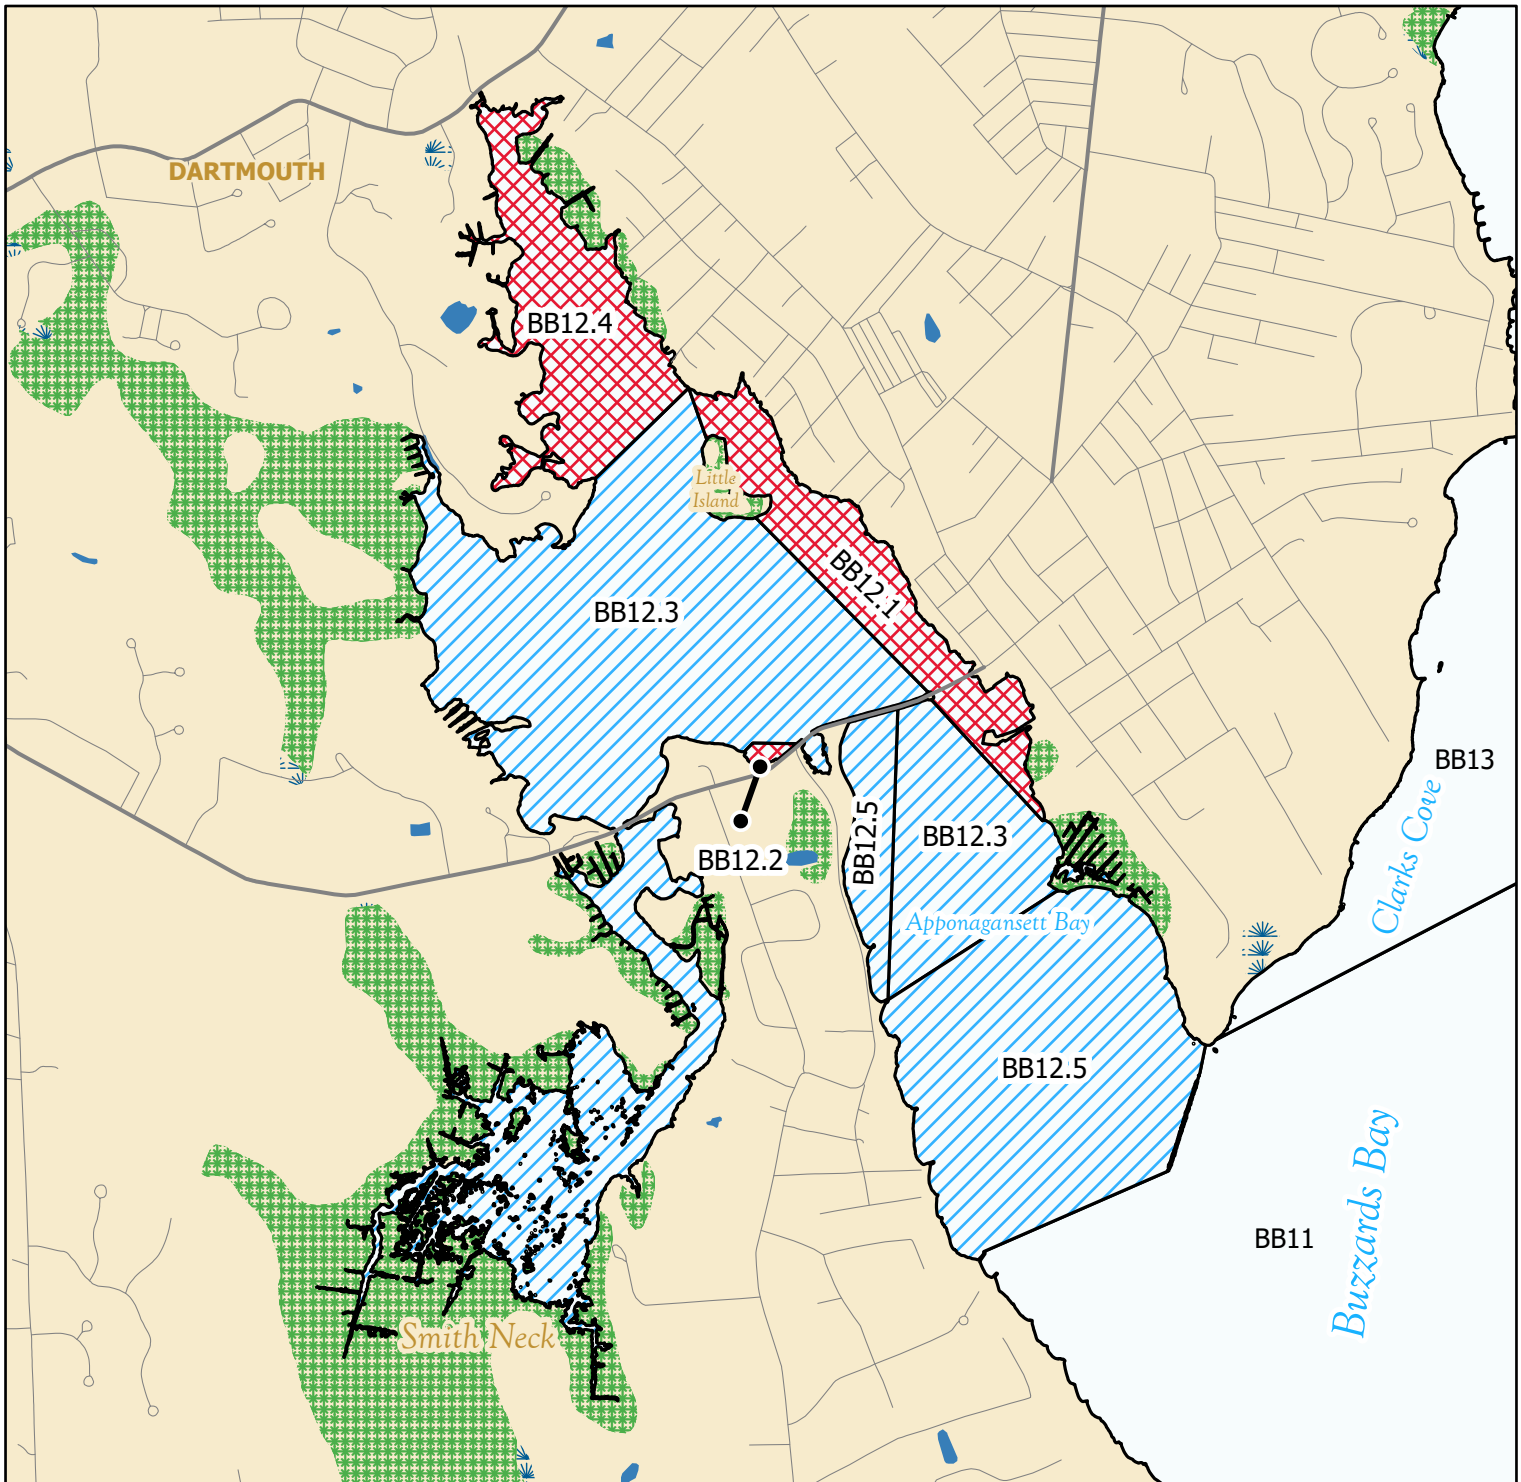 DARTMOUTH
BB12.4
Little
Island
BB12.1
BB12.3
BB13
BB12.5
BB12.3
BB12.2
Clarks Cove
Apponagansett Bay
BB12.5
Buzzards Bay
BB11
Smith Neck